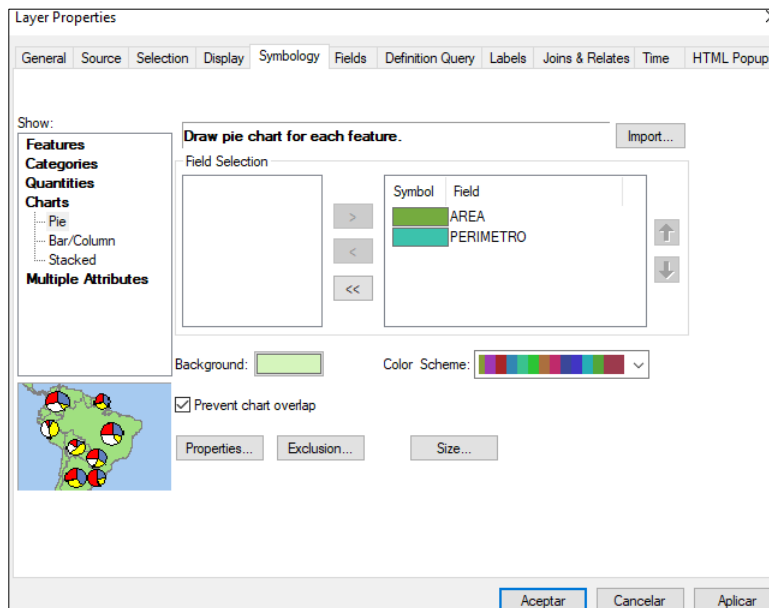 Layer Properties
General Source Selection Display Symbology Fields Definition Query Labels Joins & Relates Time HTML Popup
Show:
Features
Categories
Quantities
Charts
Pie
Bar/Column
Stacked
Multiple Attributes
Draw pie chart for each feature.
Import...
Field Selection
>
<
<<
Symbol Field
AREA
PERIMETRO
Background:
Color Scheme:
Prevent chart overlap
Properties... Exclusion... Size...
Aceptar Cancelar Aplicar